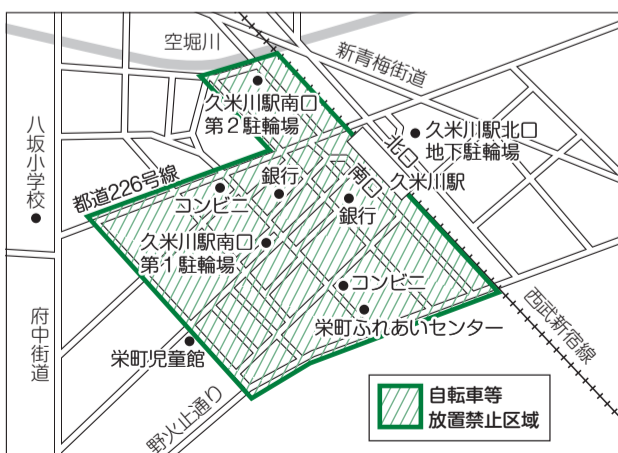 空堀川
新青梅街道
久米川駅南口
第2駐輪場
久米川駅北口
地下駐輪場
八坂小学校
北口
南口
久米川駅
都道226号線
銀行
コンビニ
銀行
久米川駅南口
第1駐輪場
コンビニ
栄町ふれあいセンター
西武新宿線
府中街道
栄町児童館
野火止通り
自転車等
放置禁止区域